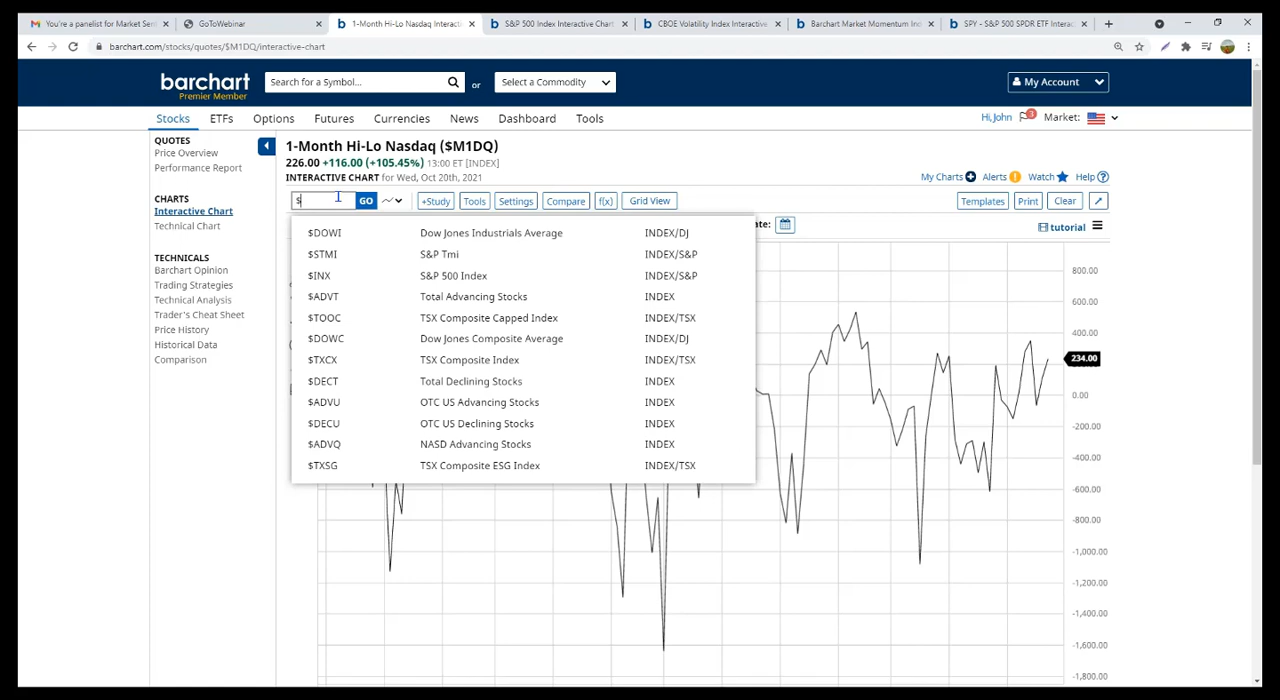 You're a panelist for Market Sen
GoToWebinar
1-Month Hi-Lo Nasdaq Interacti
S&P 500 Index Interactive Chart
CBOE Volatility Index Interactive
Barchart Market Momentum Ind
SPY - S&P 500 SPDR ETF Interac
barchart.com/stocks/quotes/$M1DQ/interactive-chart
barchart
Premier Member
Search for a Symbol...
or
Select a Commodity
My Account
Stocks
ETFs
Options
Futures
Currencies
News
Dashboard
Tools
Hi, John
3
Market:
QUOTES
Price Overview
Performance Report
CHARTS
Interactive Chart
Technical Chart
TECHNICALS
Barchart Opinion
Trading Strategies
Technical Analysis
Trader's Cheat Sheet
Price History
Historical Data
Comparison
1-Month Hi-Lo Nasdaq ($M1DQ)
226.00 +116.00 (+105.45%) 13:00 ET [INDEX]
INTERACTIVE CHART for Wed, Oct 20th, 2021
My Charts
Alerts
Watch
Help
$
GO
+Study
Tools
Settings
Compare
f(x)
Grid View
Templates
Print
Clear
te:
tutorial
$DOWI Dow Jones Industrials Average INDEX/DJ
$STMI S&P Tmi INDEX/S&P
$INX S&P 500 Index INDEX/S&P
$ADVT Total Advancing Stocks INDEX
$TOOC TSX Composite Capped Index INDEX/TSX
$DOWC Dow Jones Composite Average INDEX/DJ
$TXCX TSX Composite Index INDEX/TSX
$DECT Total Declining Stocks INDEX
$ADVU OTC US Advancing Stocks INDEX
$DECU OTC US Declining Stocks INDEX
$ADVQ NASD Advancing Stocks INDEX
$TXSG TSX Composite ESG Index INDEX/TSX
800.00
600.00
400.00
234.00
0.00
-200.00
-400.00
-600.00
-800.00
-1,000.00
-1,200.00
-1,400.00
-1,600.00
-1,800.00